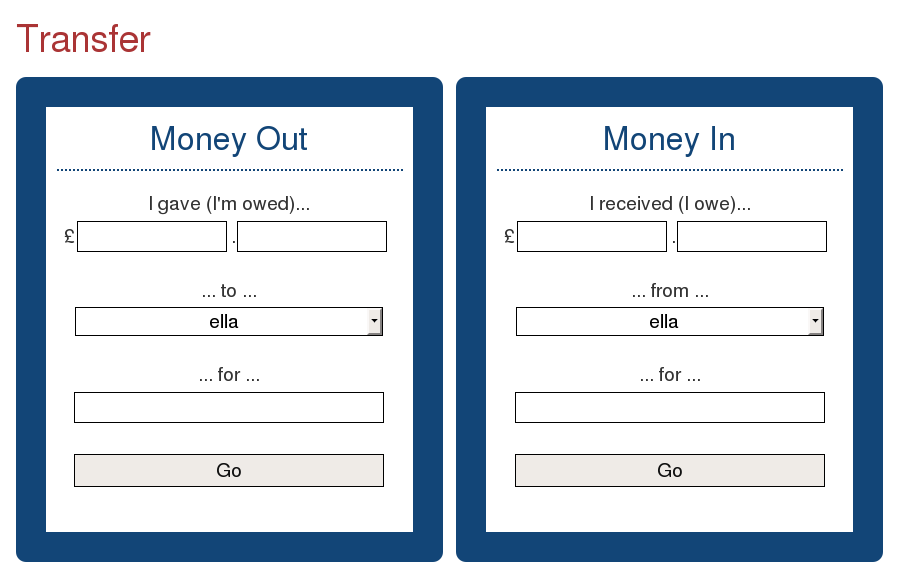 Transfer
Money Out
I gave (I'm owed)...
£ .
... to ...
ella
... for ...
Go
Money In
I received (I owe)...
£ .
... from ...
ella
... for ...
Go